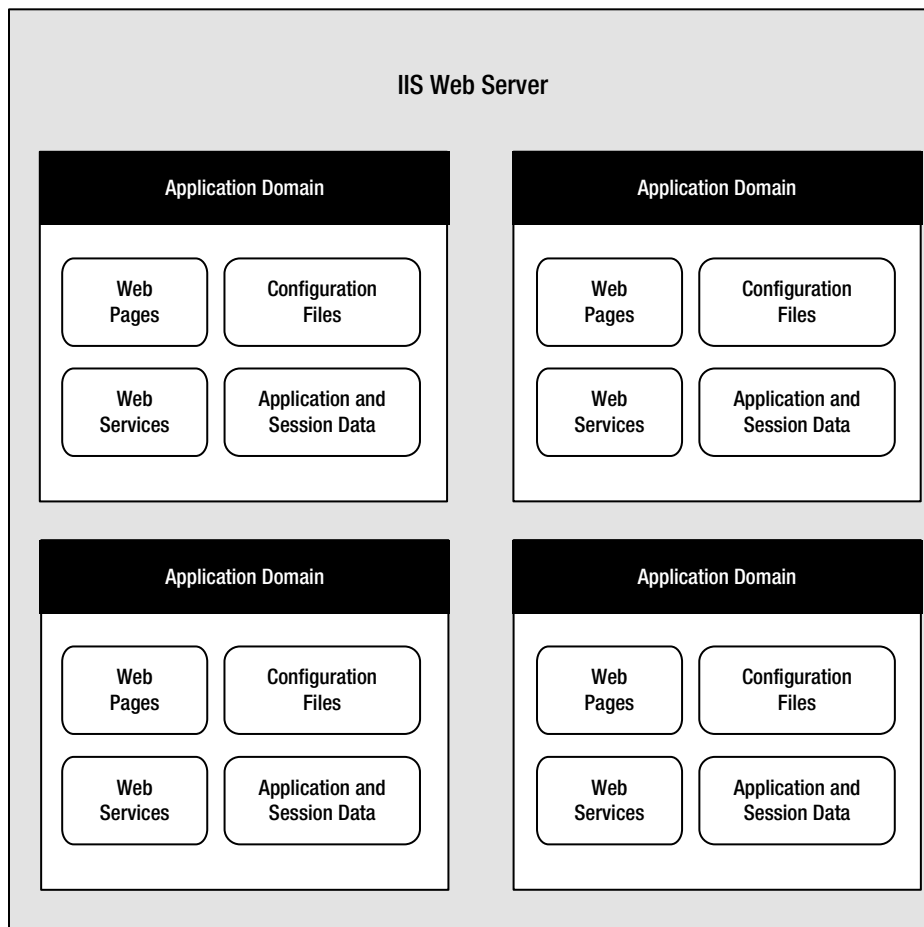 IIS Web Server
Application Domain
Web
Pages
Configuration
Files
Web
Services
Application and
Session Data
Application Domain
Web
Pages
Configuration
Files
Web
Services
Application and
Session Data
Application Domain
Web
Pages
Configuration
Files
Web
Services
Application and
Session Data
Application Domain
Web
Pages
Configuration
Files
Web
Services
Application and
Session Data